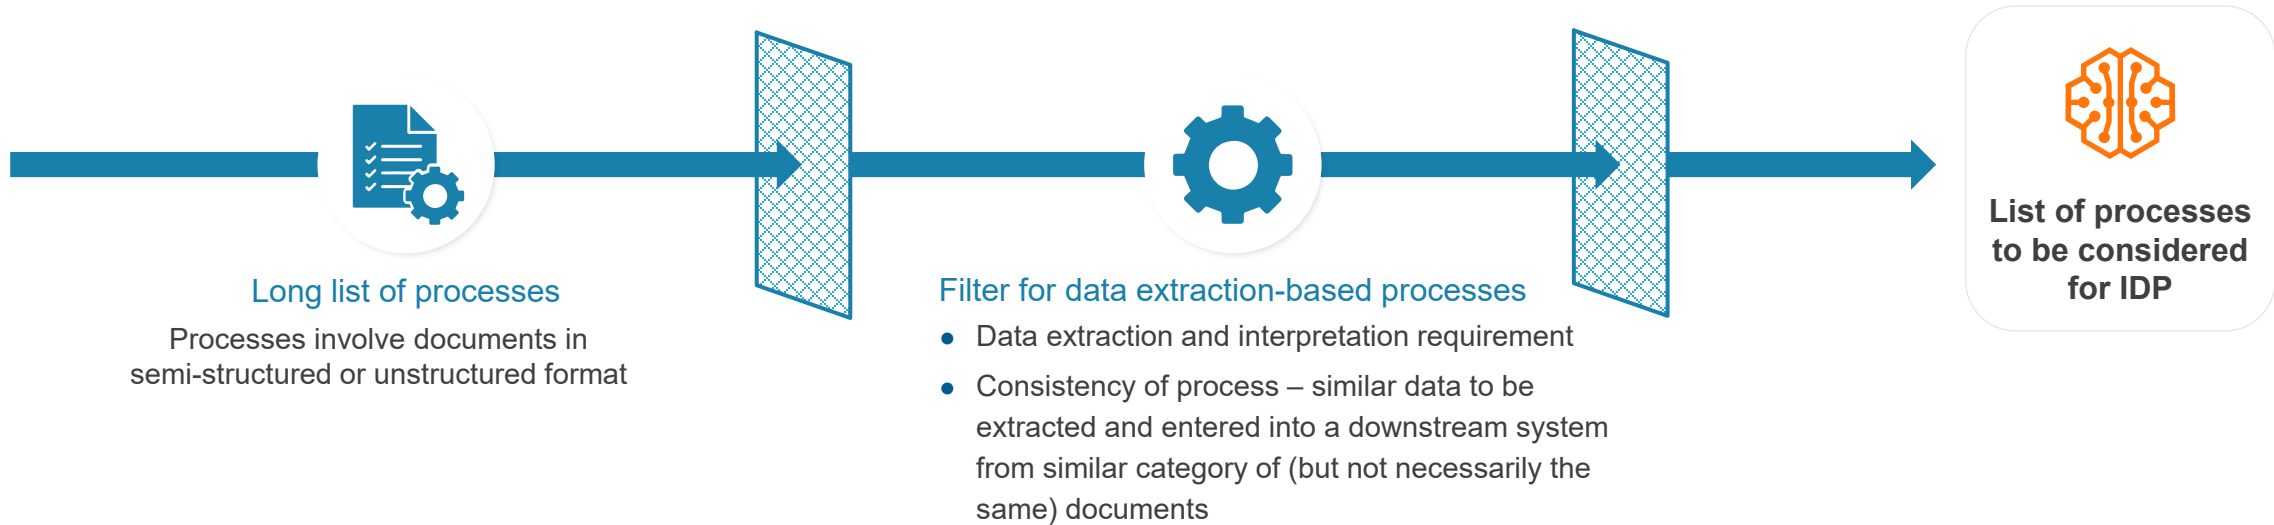 Long list of processes
Processes involve documents in
semi-structured or unstructured format
Filter for data extraction-based processes
● Data extraction and interpretation requirement
● Consistency of process – similar data to be
extracted and entered into a downstream system
from similar category of (but not necessarily the
same) documents
List of processes
to be considered
for IDP